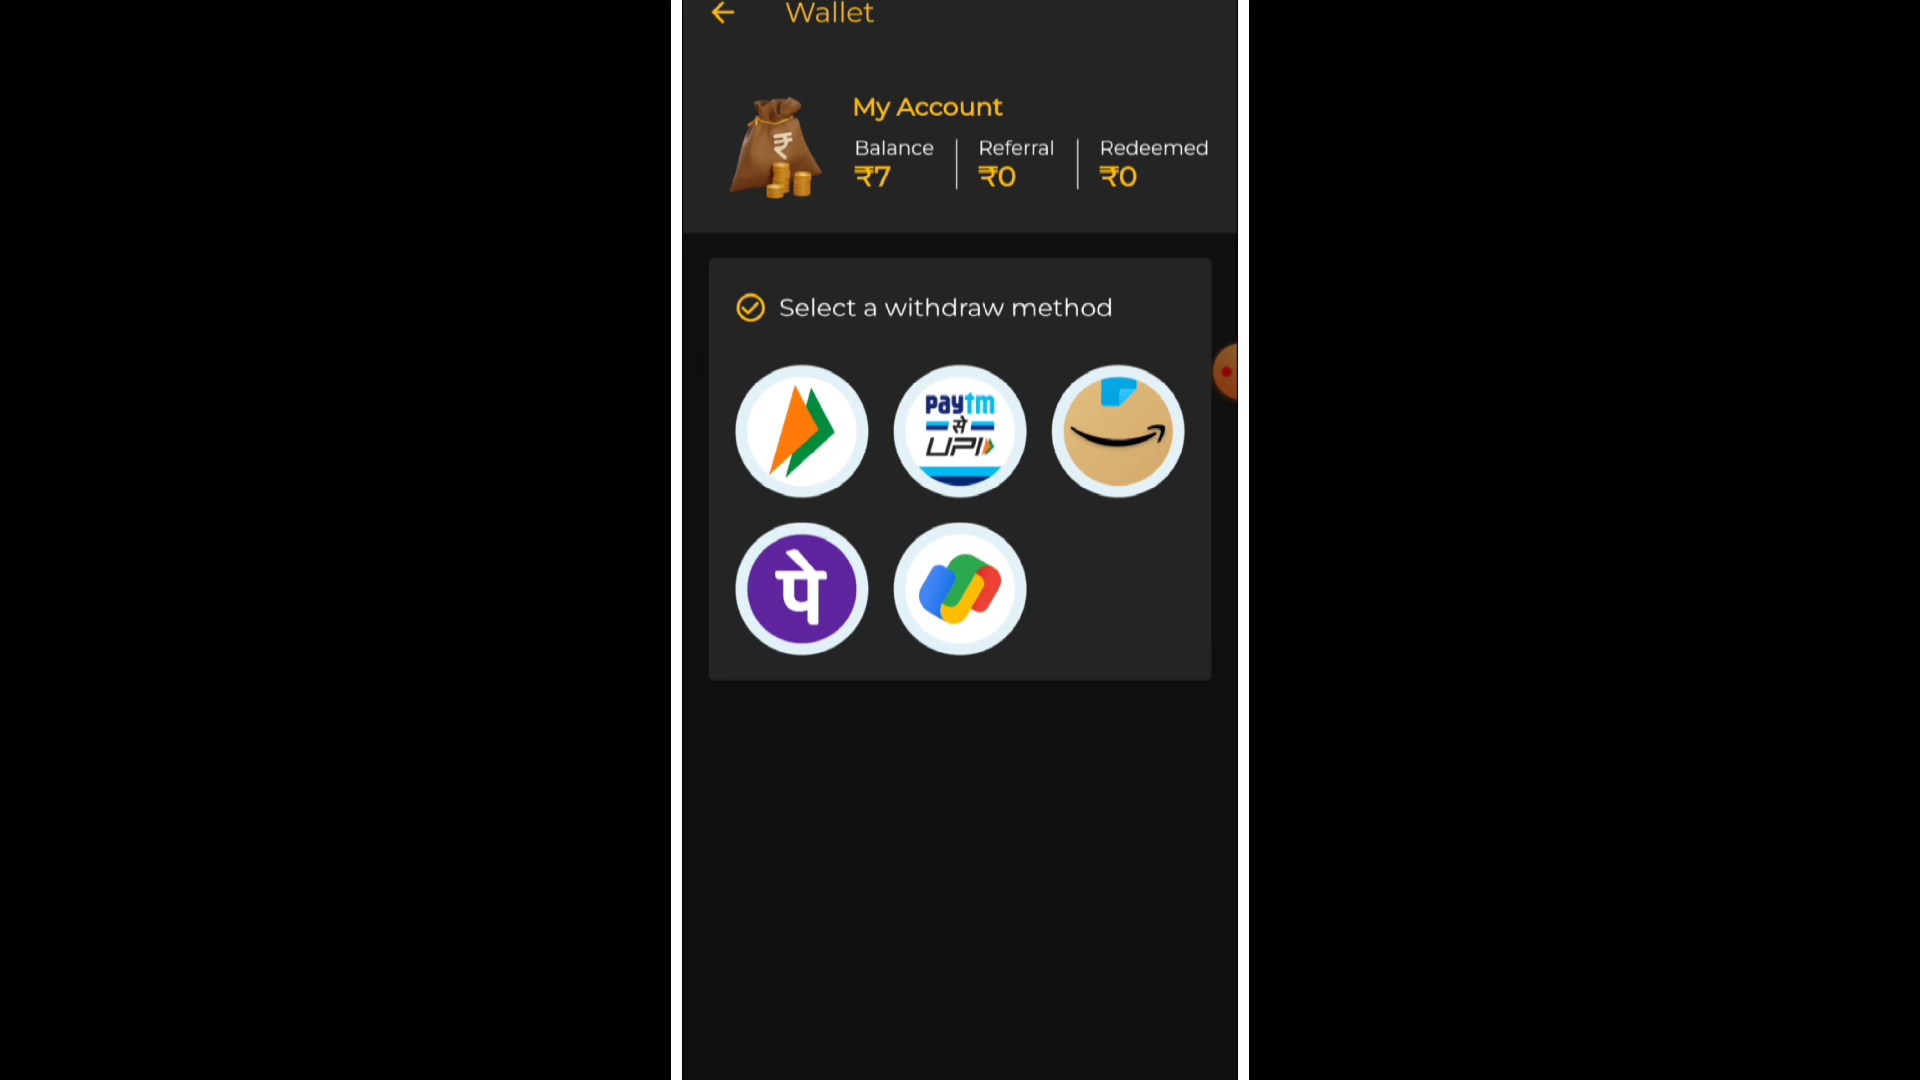 Wallet
My Account
Balance
Referral
Redeemed
₹7
₹0
₹0
₹
Select a withdraw method
paytm
से
UPI
पे